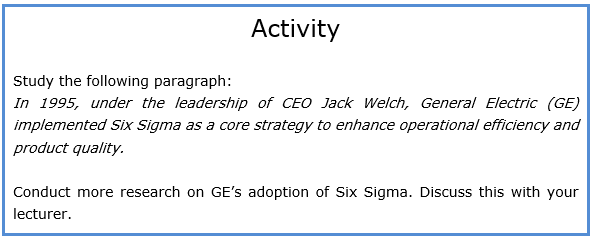 Activity
Study the following paragraph:
In 1995, under the leadership of CEO Jack Welch, General Electric (GE)
implemented Six Sigma as a core strategy to enhance operational efficiency and
product quality.
Conduct more research on GE’s adoption of Six Sigma. Discuss this with your
lecturer.